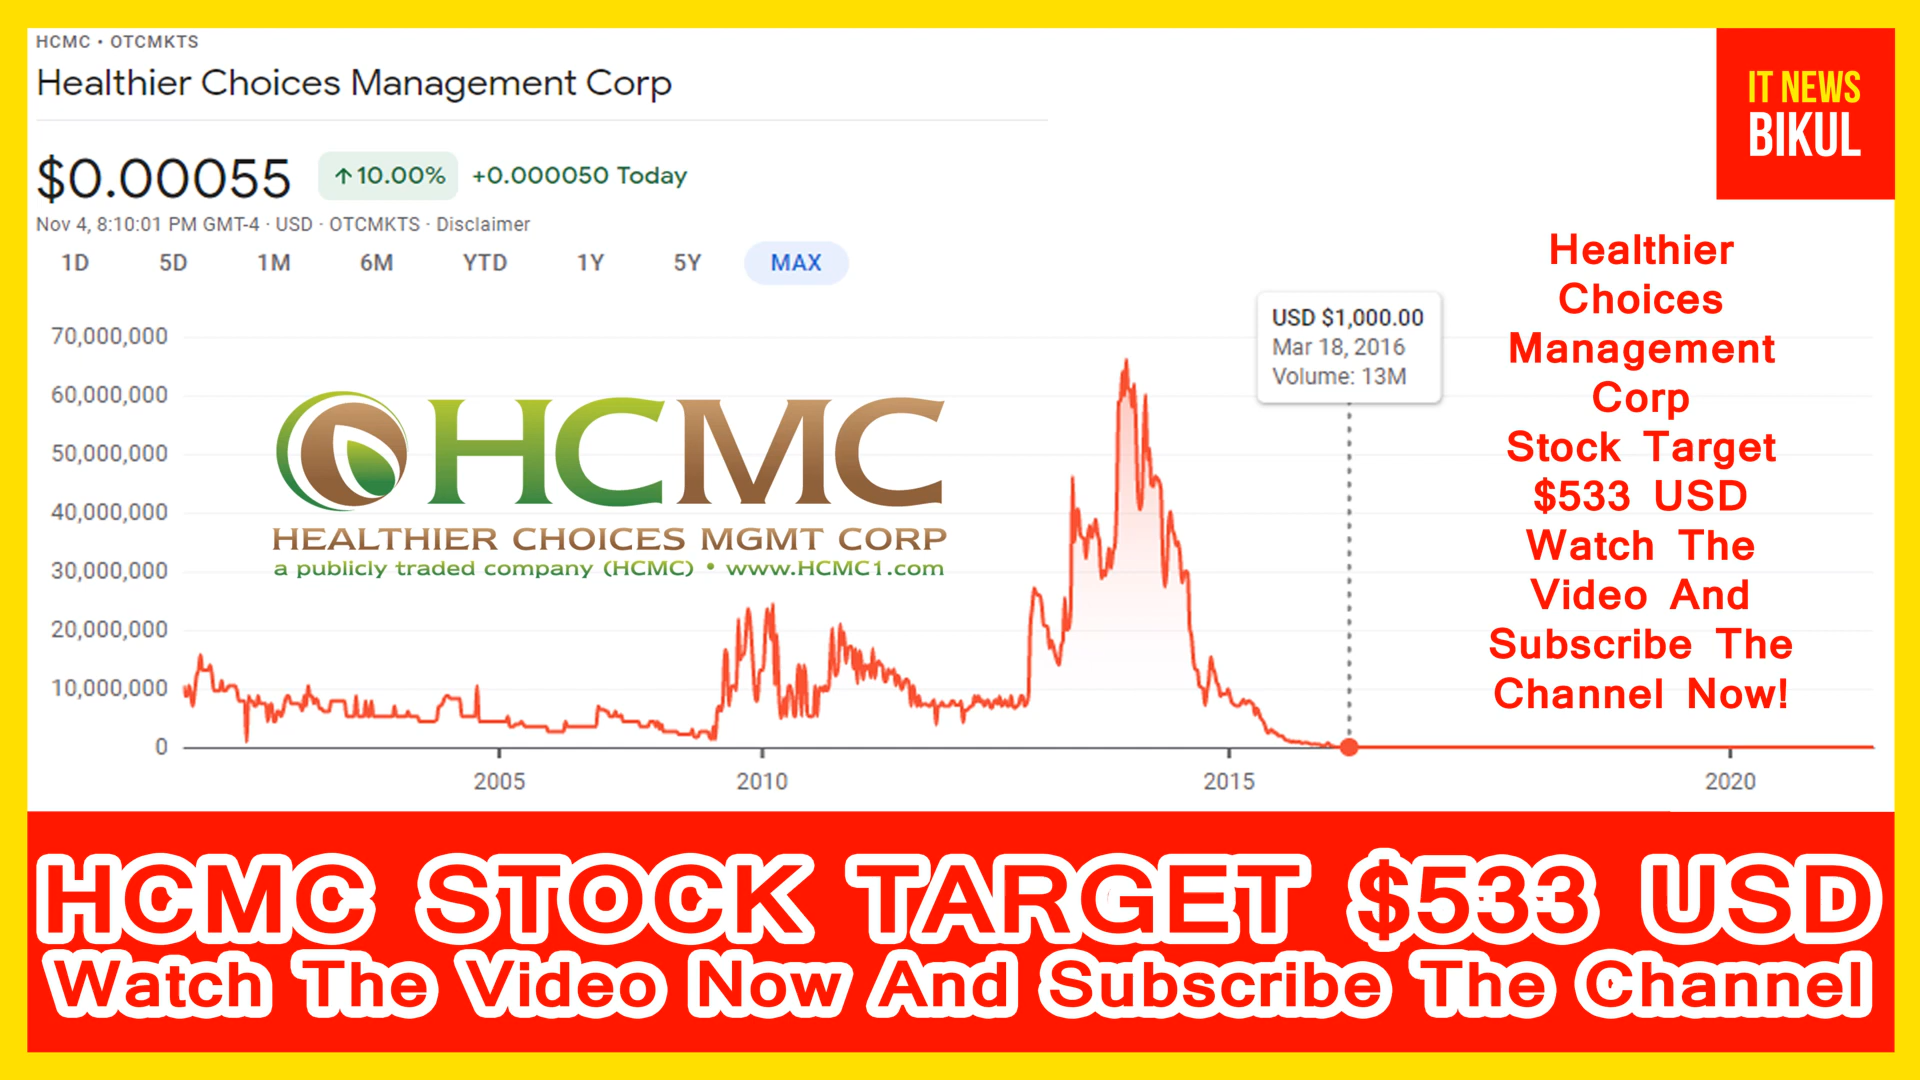 HCMC • OTCMKTS
Healthier Choices Management Corp
$0.00055 ↑10.00% +0.000050 Today
Nov 4, 8:10:01 PM GMT-4 · USD · OTCMKTS · Disclaimer
1D 5D 1M 6M YTD 1Y 5Y MAX
IT NEWS
BIKUL
70,000,000
60,000,000
50,000,000
40,000,000
30,000,000
20,000,000
10,000,000
0
2005 2010 2015 2020
USD $1,000.00
Mar 18, 2016
Volume: 13M
HCMC
HEALTHIER CHOICES MGMT CORP
a publicly traded company (HCMC) • www.HCMC1.com
Healthier
Choices
Management
Corp
Stock Target
$533 USD
Watch The
Video And
Subscribe The
Channel Now!
HCMC STOCK TARGET $533 USD
Watch The Video Now And Subscribe The Channel